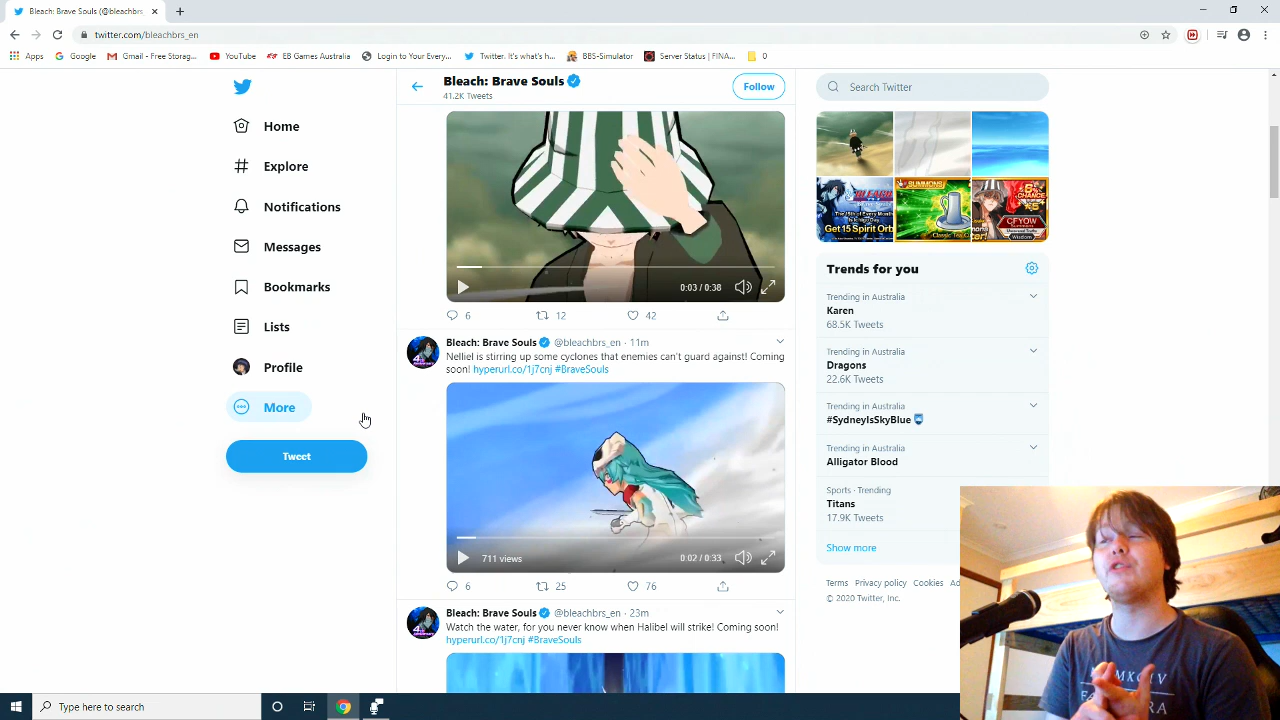 Bleach: Brave Souls (@bleachbrs_
twitter.com/bleachbrs_en
Apps
Google
Gmail - Free Storag...
YouTube
EB Games Australia
Login to Your Every...
Twitter. It's what's h...
BBS-Simulator
Server Status | FINA...
0
Home
Explore
Notifications
Messages
Bookmarks
Lists
Profile
More
Tweet
Bleach: Brave Souls
41.2K Tweets
Follow
0:03 / 0:38
6
12
42
Bleach: Brave Souls @bleachbrs_en · 11m
Nelliel is stirring up some cyclones that enemies can't guard against! Coming
soon! hyperurl.co/1j7cnj #BraveSouls
711 views
0:02 / 0:33
6
25
76
Bleach: Brave Souls @bleachbrs_en · 23m
Watch the water, for you never know when Halibel will strike! Coming soon!
hyperurl.co/1j7cnj #BraveSouls
Search Twitter
Get 15 Spirit Orb
SUMMONS
CHANCE
CFYOW
Trends for you
Trending in Australia
Karen
68.5K Tweets
Trending in Australia
Dragons
22.6K Tweets
Trending in Australia
#SydneyIsSkyBlue
Trending in Australia
Alligator Blood
Sports · Trending
Titans
17.9K Tweets
Show more
Terms Privacy policy Cookies Ad
© 2020 Twitter, Inc.
Type here to search